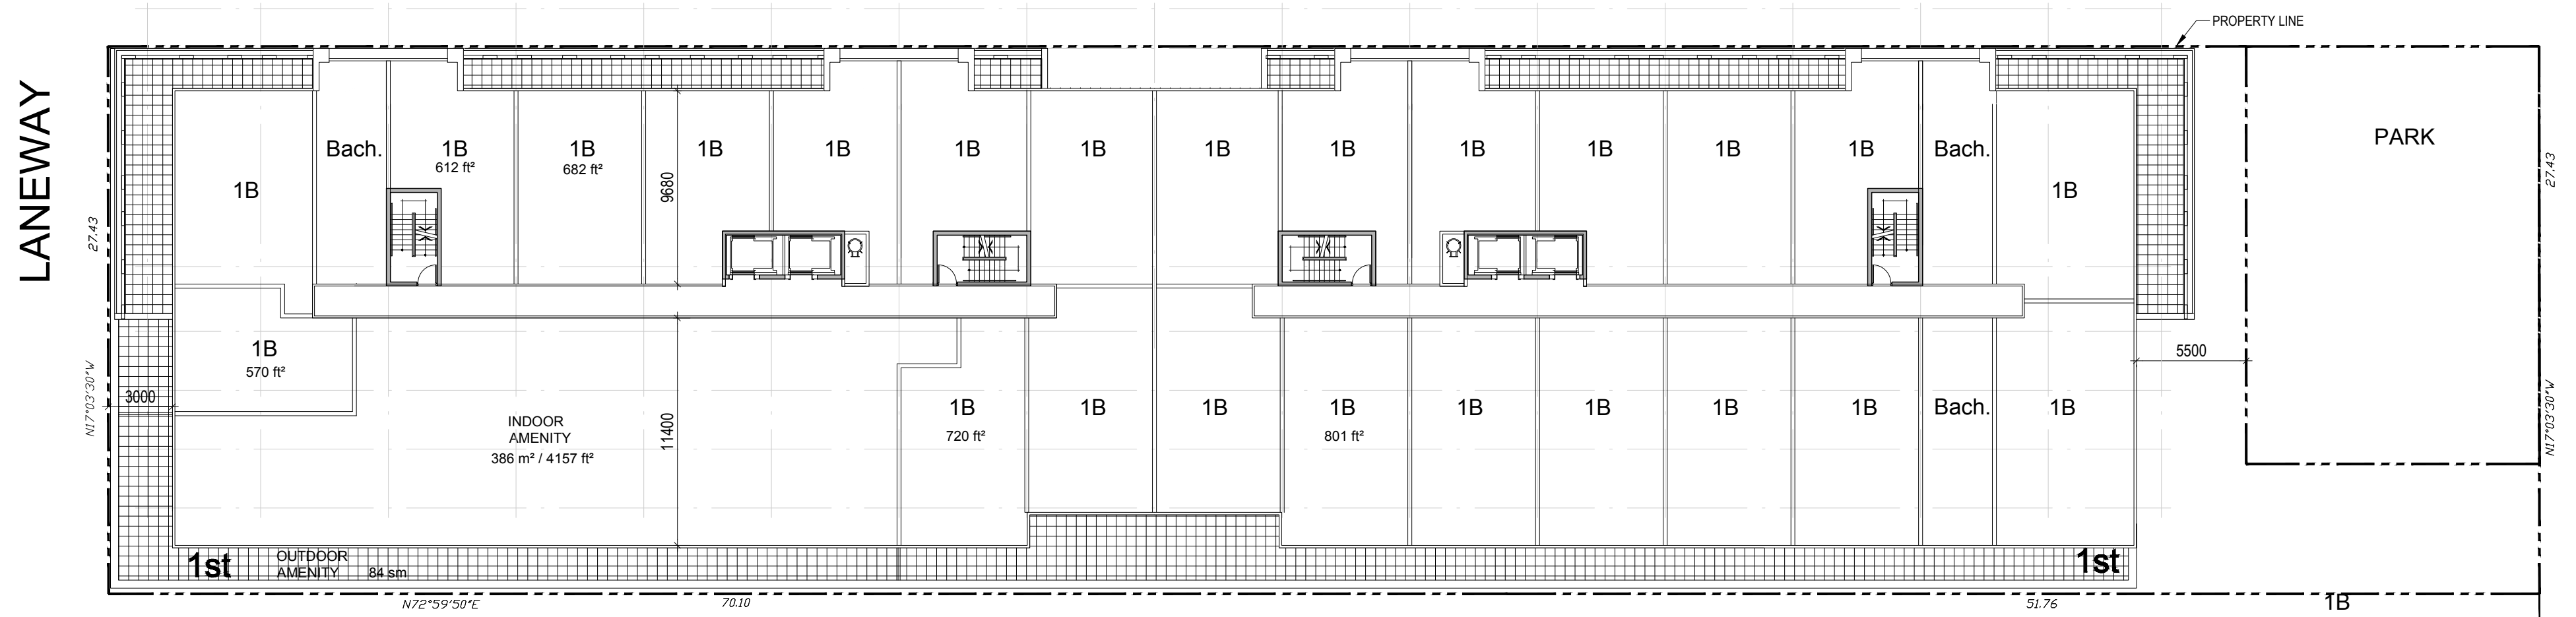 PROPERTY LINE
LANEWAY
PARK
27.43
27.43
Bach.
1B
612 ft²
1B
682 ft²
1B
1B
1B
1B
1B
1B
1B
1B
1B
1B
Bach.
1B
1B
9680
1B
570 ft²
3000
N17°03'30"W
N17°03'30"W
5500
INDOOR
AMENITY
386 m² / 4157 ft²
11400
1B
720 ft²
1B
1B
1B
801 ft²
1B
1B
1B
1B
Bach.
1B
1st
OUTDOOR
AMENITY 84 sm
1st
N72°59'50"E
70.10
51.76
1B